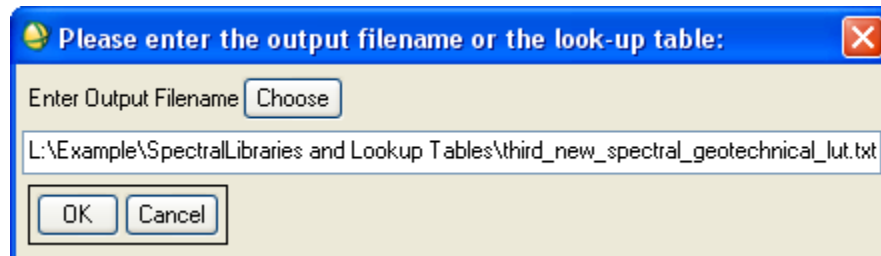 Please enter the output filename or the look-up table:
Enter Output Filename Choose
L:\Example\SpectralLibraries and Lookup Tables\third_new_spectral_geotechnical_lut.txt
OK Cancel